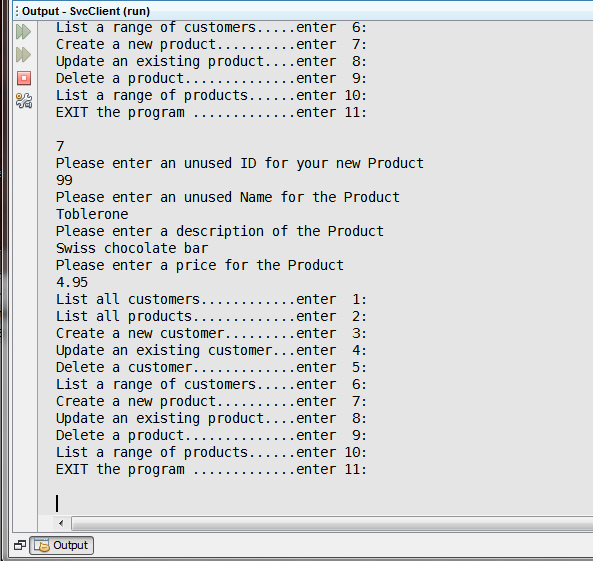 Output - SvcClient (run)
List a range of customers.....enter  6:
Create a new product..........enter  7:
Update an existing product....enter  8:
Delete a product..............enter  9:
List a range of products......enter 10:
EXIT the program .............enter 11:
7
Please enter an unused ID for your new Product
99
Please enter an unused Name for the Product
Toblerone
Please enter a description of the Product
Swiss chocolate bar
Please enter a price for the Product
4.95
List all customers............enter  1:
List all products.............enter  2:
Create a new customer.........enter  3:
Update an existing customer...enter  4:
Delete a customer.............enter  5:
List a range of customers.....enter  6:
Create a new product..........enter  7:
Update an existing product....enter  8:
Delete a product..............enter  9:
List a range of products......enter 10:
EXIT the program .............enter 11:
Output